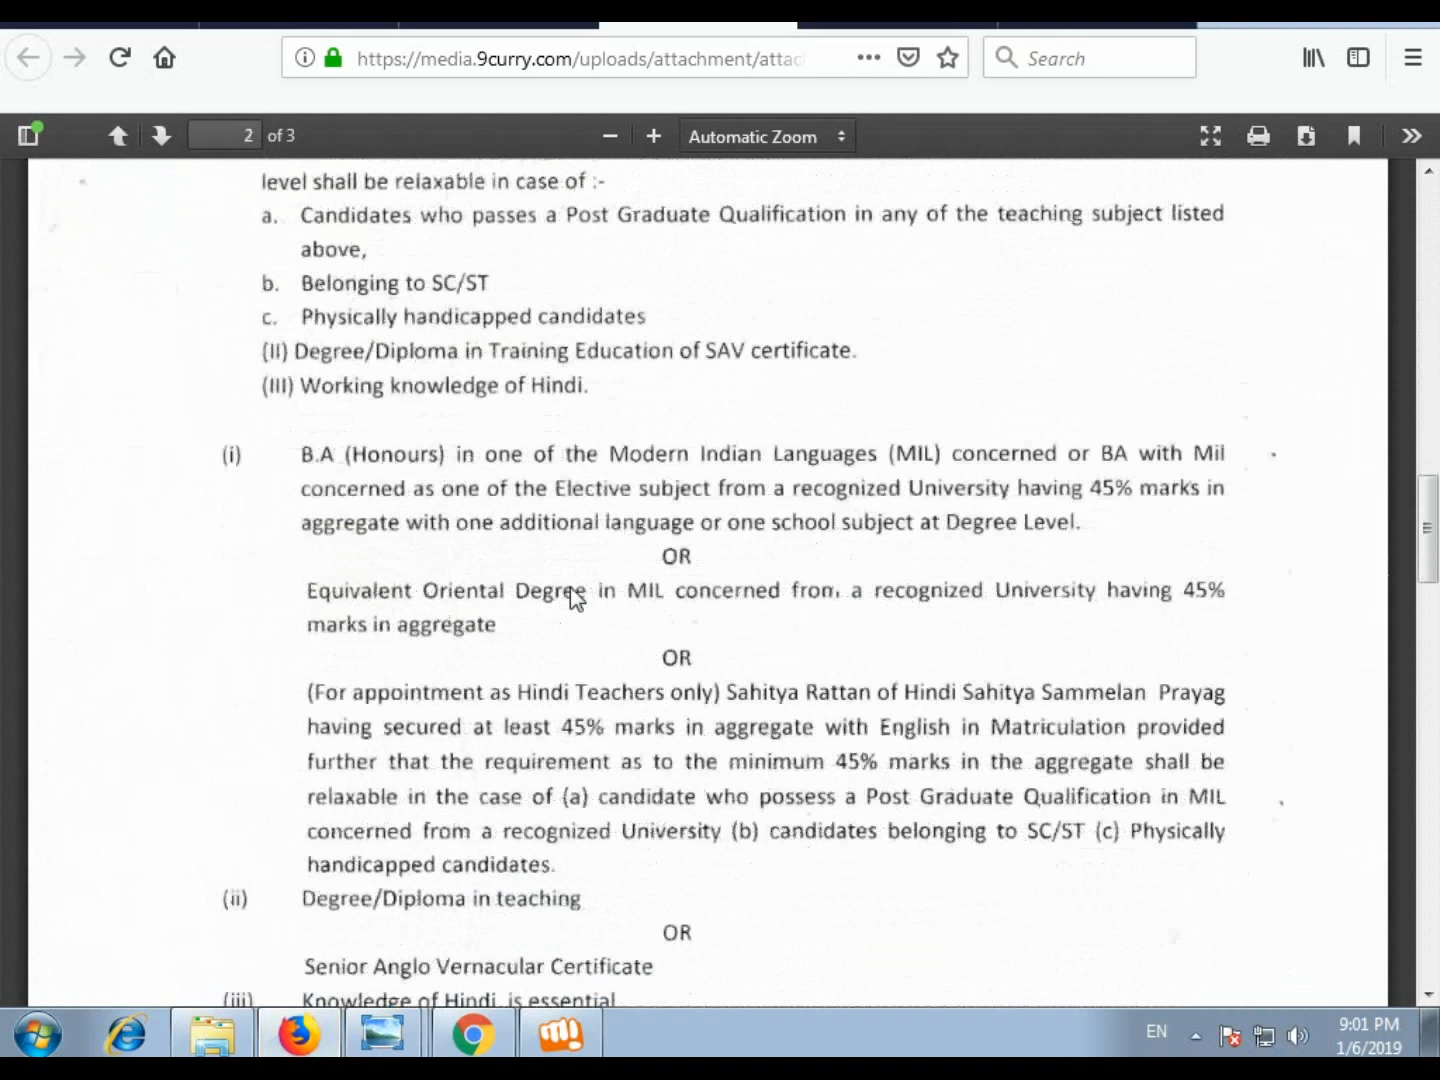 https://media.9curry.com/uploads/attachment/attac
Search
2 of 3
Automatic Zoom
level shall be relaxable in case of :-
a. Candidates who passes a Post Graduate Qualification in any of the teaching subject listed
above,
b. Belonging to SC/ST
c. Physically handicapped candidates
(II) Degree/Diploma in Training Education of SAV certificate.
(III) Working knowledge of Hindi.
(i) B.A (Honours) in one of the Modern Indian Languages (MIL) concerned or BA with Mil
concerned as one of the Elective subject from a recognized University having 45% marks in
aggregate with one additional language or one school subject at Degree Level.
OR
Equivalent Oriental Degree in MIL concerned from a recognized University having 45%
marks in aggregate
OR
(For appointment as Hindi Teachers only) Sahitya Rattan of Hindi Sahitya Sammelan Prayag
having secured at least 45% marks in aggregate with English in Matriculation provided
further that the requirement as to the minimum 45% marks in the aggregate shall be
relaxable in the case of (a) candidate who possess a Post Graduate Qualification in MIL
concerned from a recognized University (b) candidates belonging to SC/ST (c) Physically
handicapped candidates.
(ii) Degree/Diploma in teaching
OR
Senior Anglo Vernacular Certificate
(iii) Knowledge of Hindi is essential
EN
9:01 PM
1/6/2019